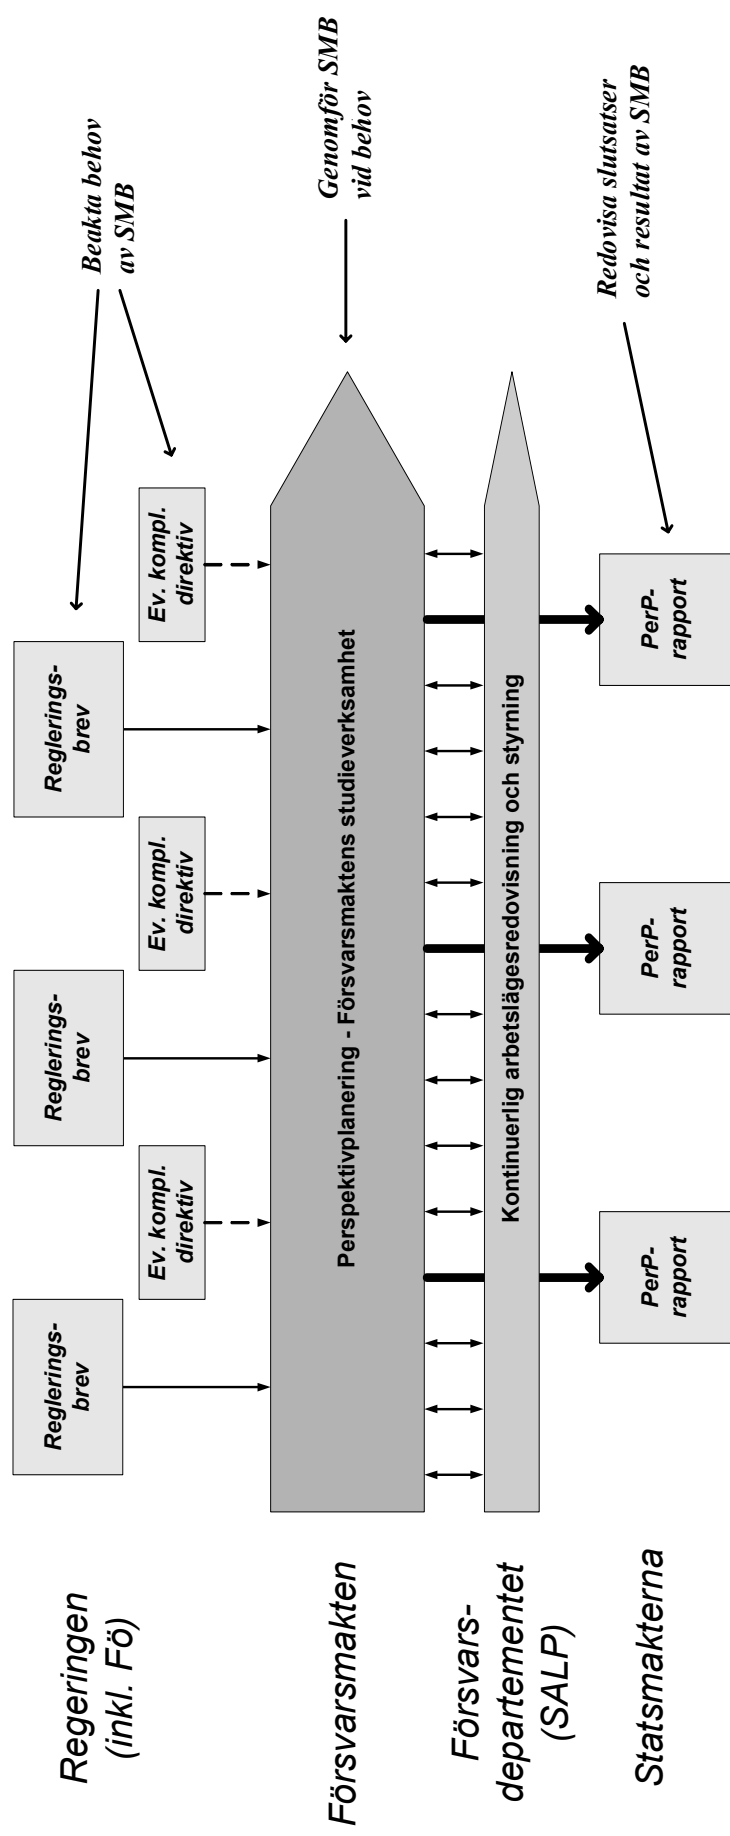 Regeringen
(inkl. Fö)
Reglerings-
brev
Reglerings-
brev
Reglerings-
brev
Ev. kompl.
direktiv
Ev. kompl.
direktiv
Ev. kompl.
direktiv
Beakta behov
av SMB
Försvarsmakten
Perspektivplanering - Försvarsmaktens studieverksamhet
Genomför SMB
vid behov
Försvars-
departementet
(SALP)
Kontinuerlig arbetslägesredovisning och styrning
Statsmakterna
PerP-
rapport
PerP-
rapport
PerP-
rapport
Redovisa slutsatser
och resultat av SMB